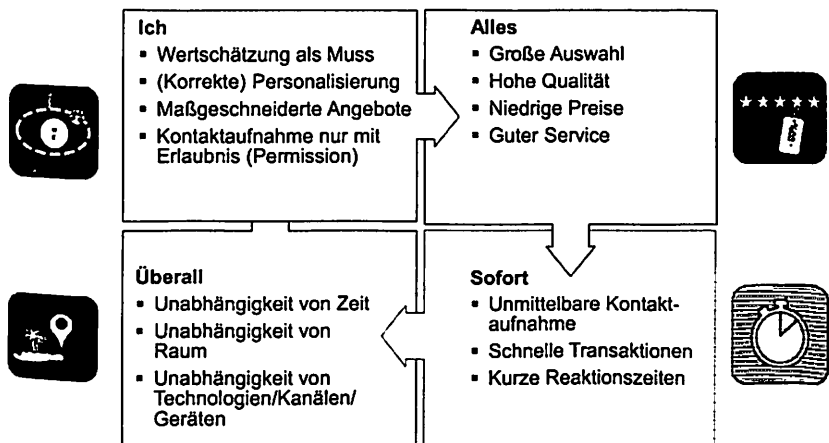 Ich
▪ Wertschätzung als Muss
▪ (Korrekte) Personalisierung
▪ Maßgeschneiderte Angebote
▪ Kontaktaufnahme nur mit
Erlaubnis (Permission)
Alles
▪ Große Auswahl
▪ Hohe Qualität
▪ Niedrige Preise
▪ Guter Service
Überall
▪ Unabhängigkeit von Zeit
▪ Unabhängigkeit von
Raum
▪ Unabhängigkeit von
Technologien/Kanälen/
Geräten
Sofort
▪ Unmittelbare Kontakt-
aufnahme
▪ Schnelle Transaktionen
▪ Kurze Reaktionszeiten